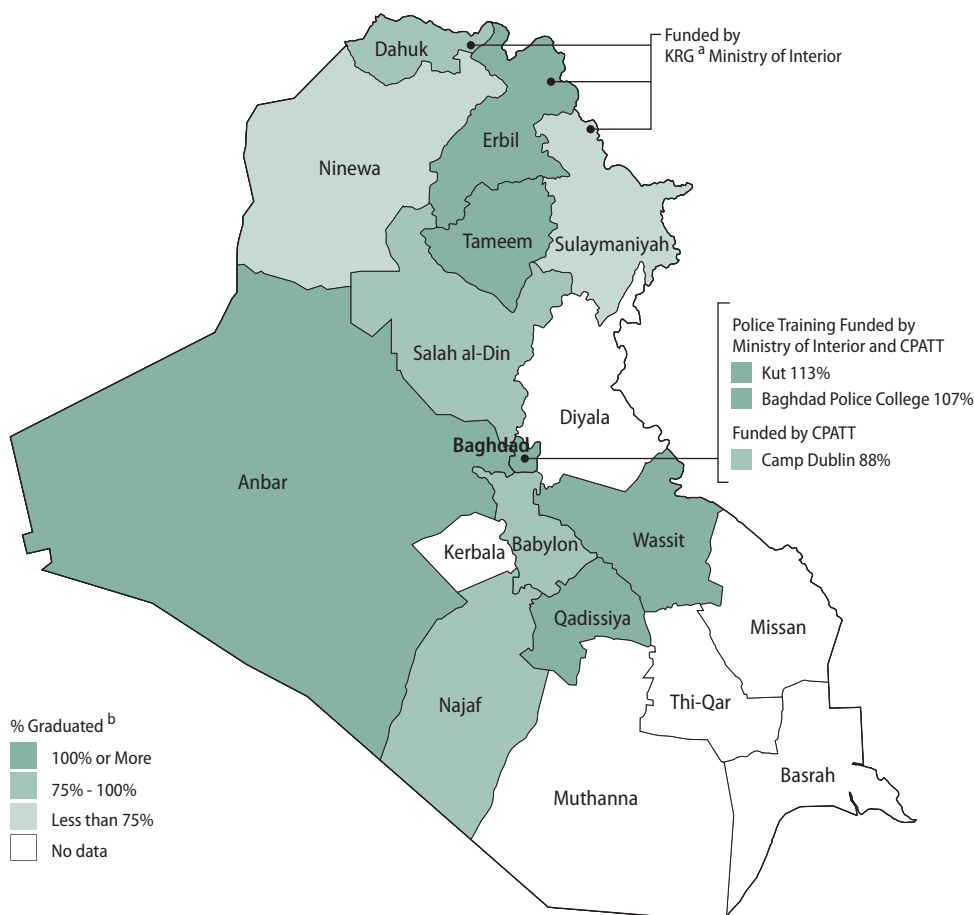 Funded by
KRG a Ministry of Interior
Dahuk
Erbil
Ninewa
Tameem
Sulaymaniyah
Salah al-Din
Police Training Funded by
Ministry of Interior and CPATT
Kut 113%
Baghdad Police College 107%
Funded by CPATT
Camp Dublin 88%
Diyala
Baghdad
Anbar
Kerbala
Babylon
Wassit
Qadissiya
Missan
Najaf
Thi-Qar
Muthanna
Basrah
% Graduated b
100% or More
75% - 100%
Less than 75%
No data